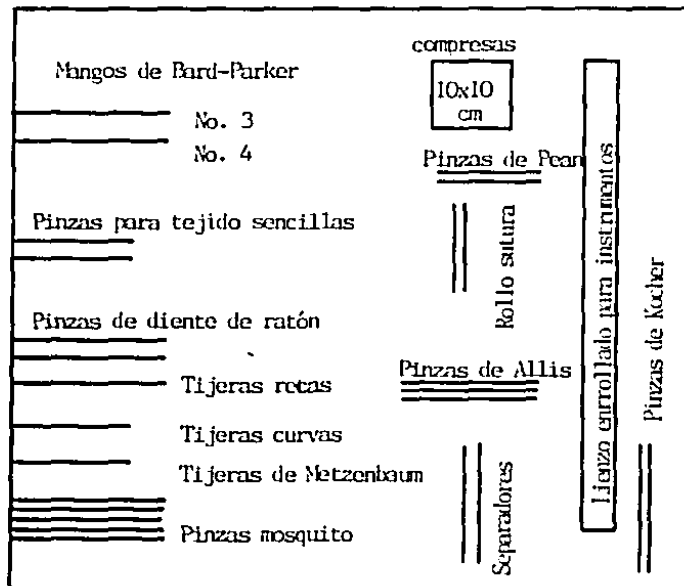 Mangos de Bard-Parker
No. 3
No. 4
Pinzas para tejido sencillas
Pinzas de diente de ratón
Tijeras retas
Tijeras curvas
Tijeras de Metzenbaum
Pinzas mosquito
compresas
10x10
cm
Pinzas de Pean
Rollo sutura
Pinzas de Allis
Separadores
Lienzo enrrollado para instrumentos
Pinzas de Kocher